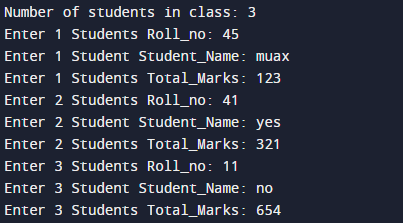 Number of students in class: 3
Enter 1 Students Roll_no: 45
Enter 1 Student Student_Name: muax
Enter 1 Students Total_Marks: 123
Enter 2 Students Roll_no: 41
Enter 2 Student Student_Name: yes
Enter 2 Students Total_Marks: 321
Enter 3 Students Roll_no: 11
Enter 3 Student Student_Name: no
Enter 3 Students Total_Marks: 654